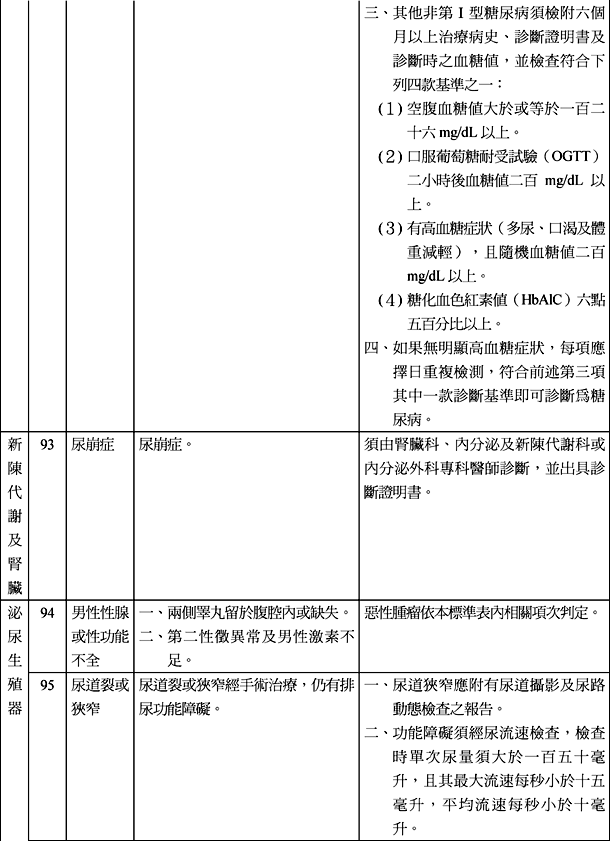 三、其他非第Ⅰ型糖尿病須檢附六個
月以上治療病史、診斷證明書及
診斷時之血糖值，並檢查符合下
列四款基準之一：
（1）空腹血糖值大於或等於一百二
十六 mg/dL 以上。
（2）口服葡萄糖耐受試驗（OGTT）
二小時後血糖值二百 mg/dL 以
上。
（3）有高血糖症狀（多尿、口渴及體
重減輕），且隨機血糖值二百
mg/dL 以上。
（4）糖化血色紅素值（HbAlC）六點
五百分比以上。
四、如果無明顯高血糖症狀，每項應
擇日重複檢測，符合前述第三項
其中一款診斷基準即可診斷爲糖
尿病。
新
陳
代
謝
及
腎
臟
93
尿崩症
尿崩症。
須由腎臟科、內分泌及新陳代謝科或
內分泌外科專科醫師診斷，並出具診
斷證明書。
泌
尿
生
殖
器
94
男性性腺
或性功能
不全
一、兩側睪丸留於腹腔內或缺失。
二、第二性徵異常及男性激素不
足。
惡性腫瘤依本標準表內相關項次判定。
95
尿道裂或
狹窄
尿道裂或狹窄經手術治療，仍有排
尿功能障礙。
一、尿道狹窄應附有尿道攝影及尿路
動態檢查之報告。
二、功能障礙須經尿流速檢查，檢查
時單次尿量須大於一百五十毫
升，且其最大流速每秒小於十五
毫升，平均流速每秒小於十毫
升。